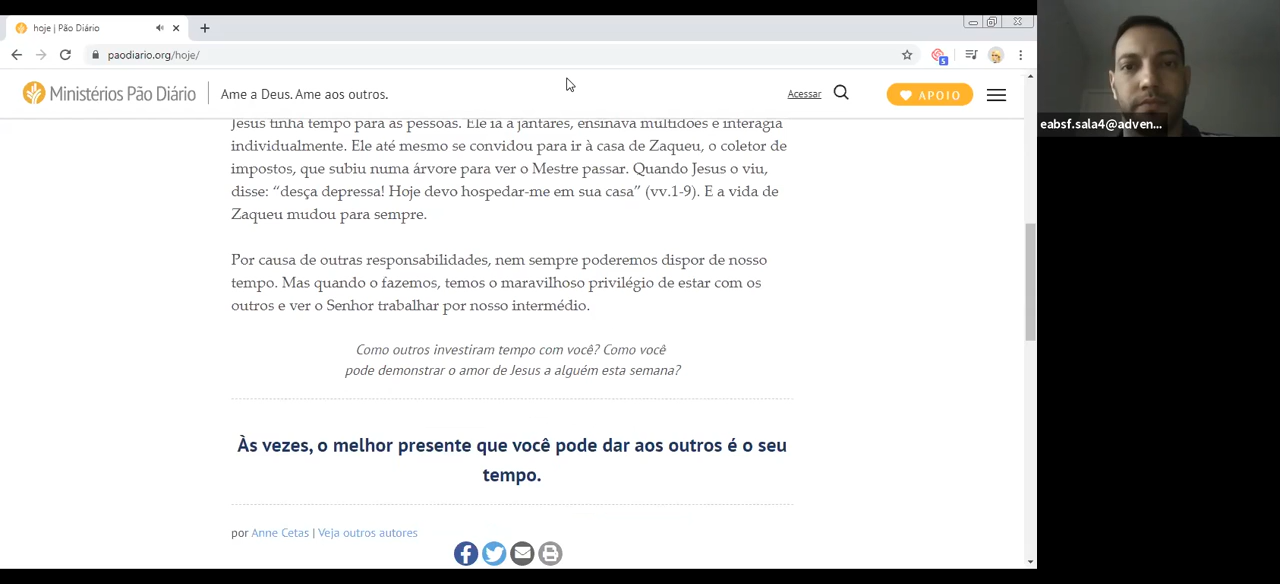 hoje | Pão Diário
paodiario.org/hoje/
5
Ministérios Pão Diário
Ame a Deus. Ame aos outros.
Acessar
APOIO
eabsf.sala4@adven...
Jesus tinha tempo para as pessoas. Ele ia a jantares, ensinava multidões e interagia
individualmente. Ele até mesmo se convidou para ir à casa de Zaqueu, o coletor de
impostos, que subiu numa árvore para ver o Mestre passar. Quando Jesus o viu,
disse: “desça depressa! Hoje devo hospedar-me em sua casa” (vv.1-9). E a vida de
Zaqueu mudou para sempre.
Por causa de outras responsabilidades, nem sempre poderemos dispor de nosso
tempo. Mas quando o fazemos, temos o maravilhoso privilégio de estar com os
outros e ver o Senhor trabalhar por nosso intermédio.
Como outros investiram tempo com você? Como você
pode demonstrar o amor de Jesus a alguém esta semana?
Às vezes, o melhor presente que você pode dar aos outros é o seu
tempo.
por Anne Cetas | Veja outros autores